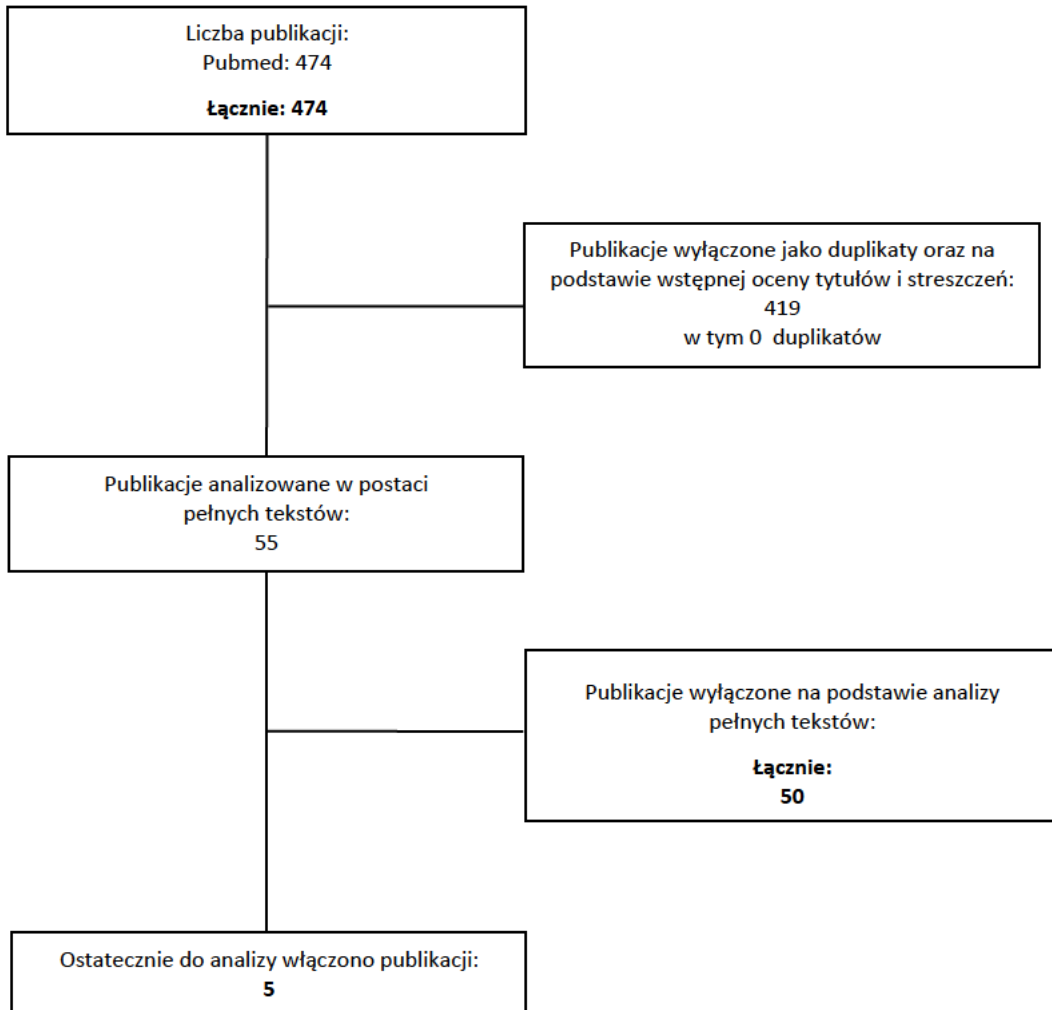 Liczba publikacji:
Pubmed: 474
Łącznie: 474
Publikacje wyłączone jako duplikaty oraz na
podstawie wstępnej oceny tytułów i streszczeń:
419
w tym 0 duplikatów
Publikacje analizowane w postaci
pełnych tekstów:
55
Publikacje wyłączone na podstawie analizy
pełnych tekstów:
Łącznie:
50
Ostatecznie do analizy włączono publikacji:
5